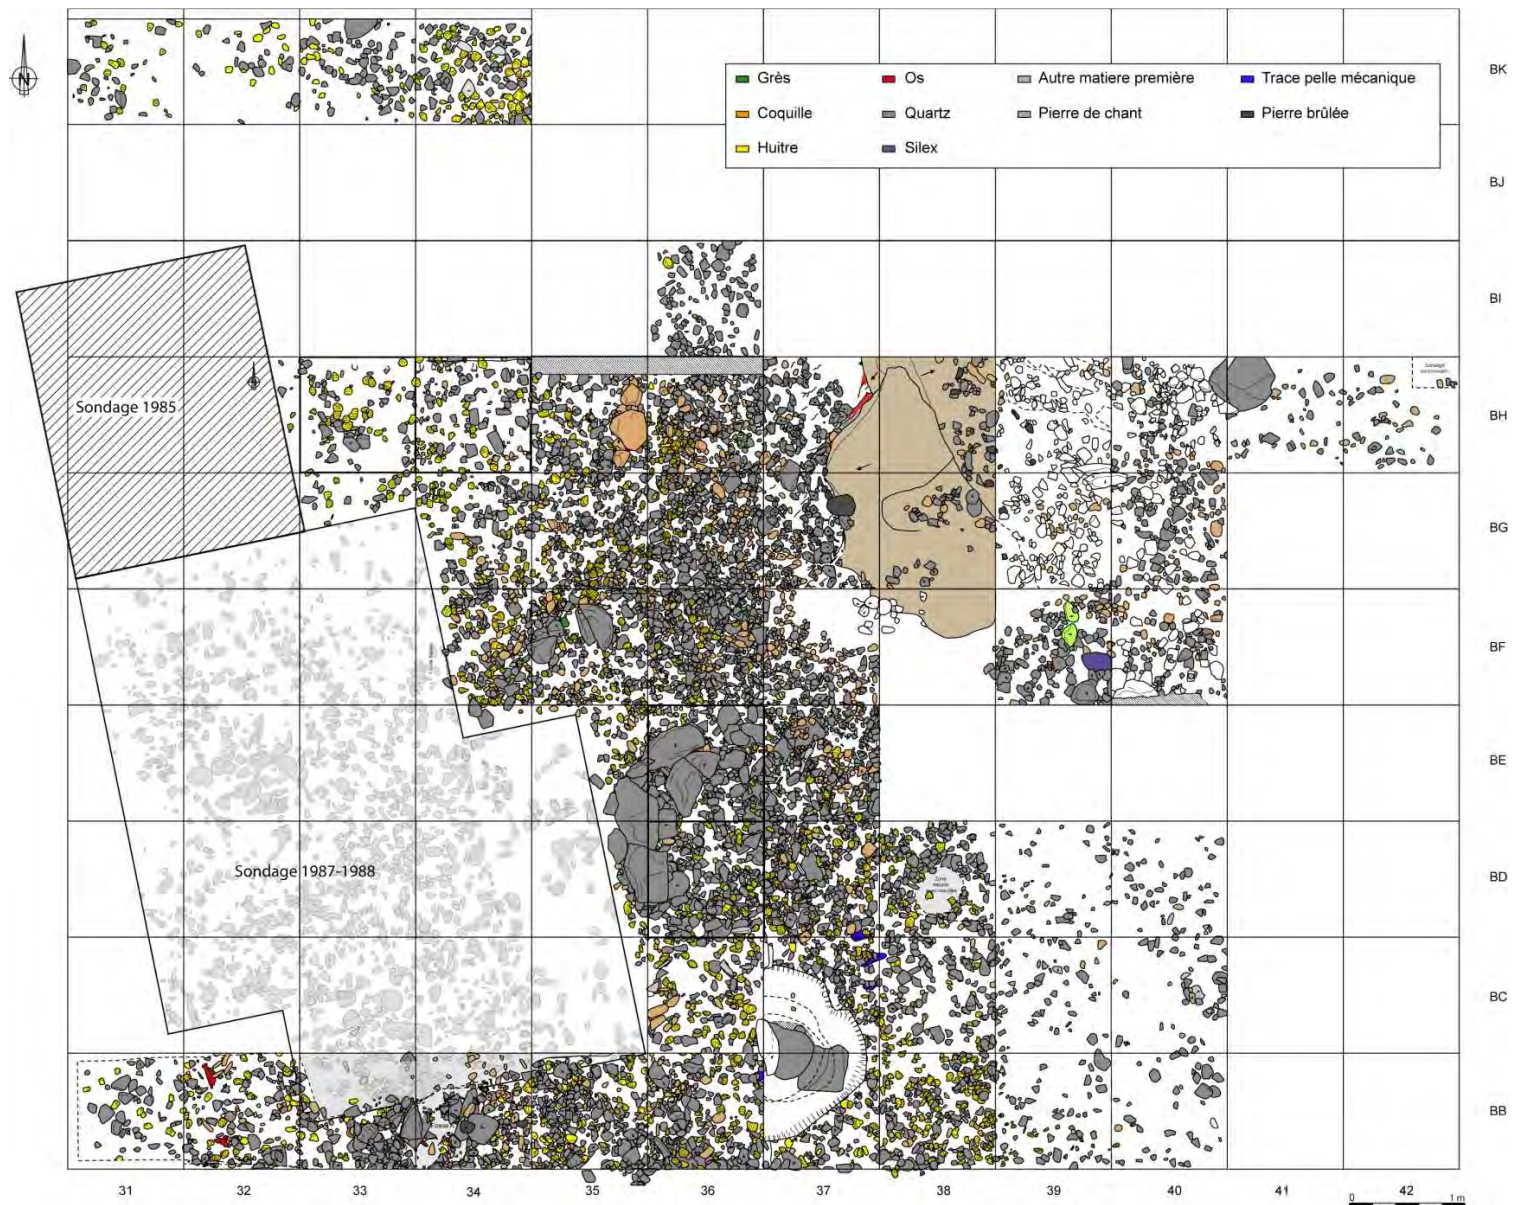 N
BK
Grès
Os
Autre matiere première
Trace pelle mécanique
Coquille
Quartz
Pierre de chant
Pierre brûlée
Huitre
Silex
BJ
BI
Sondage 1985
BH
BG
BF
BE
Sondage 1987-1988
BD
BC
BB
31
32
33
34
35
36
37
38
39
40
41
42
0
1 m